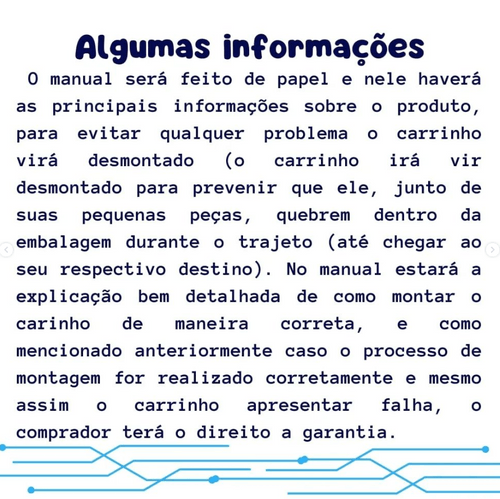 Algumas informações
O manual será feito de papel e nele haverá
as principais informações sobre o produto,
para evitar qualquer problema o carrinho
virá desmontado (o carrinho irá vir
desmontado para prevenir que ele, junto de
suas pequenas peças, quebrem dentro da
embalagem durante o trajeto (até chegar ao
seu respectivo destino). No manual estará a
explicação bem detalhada de como montar o
carinho de maneira correta, e como
mencionado anteriormente caso o processo de
montagem for realizado corretamente e mesmo
assim o carrinho apresentar falha, o
comprador terá o direito a garantia.